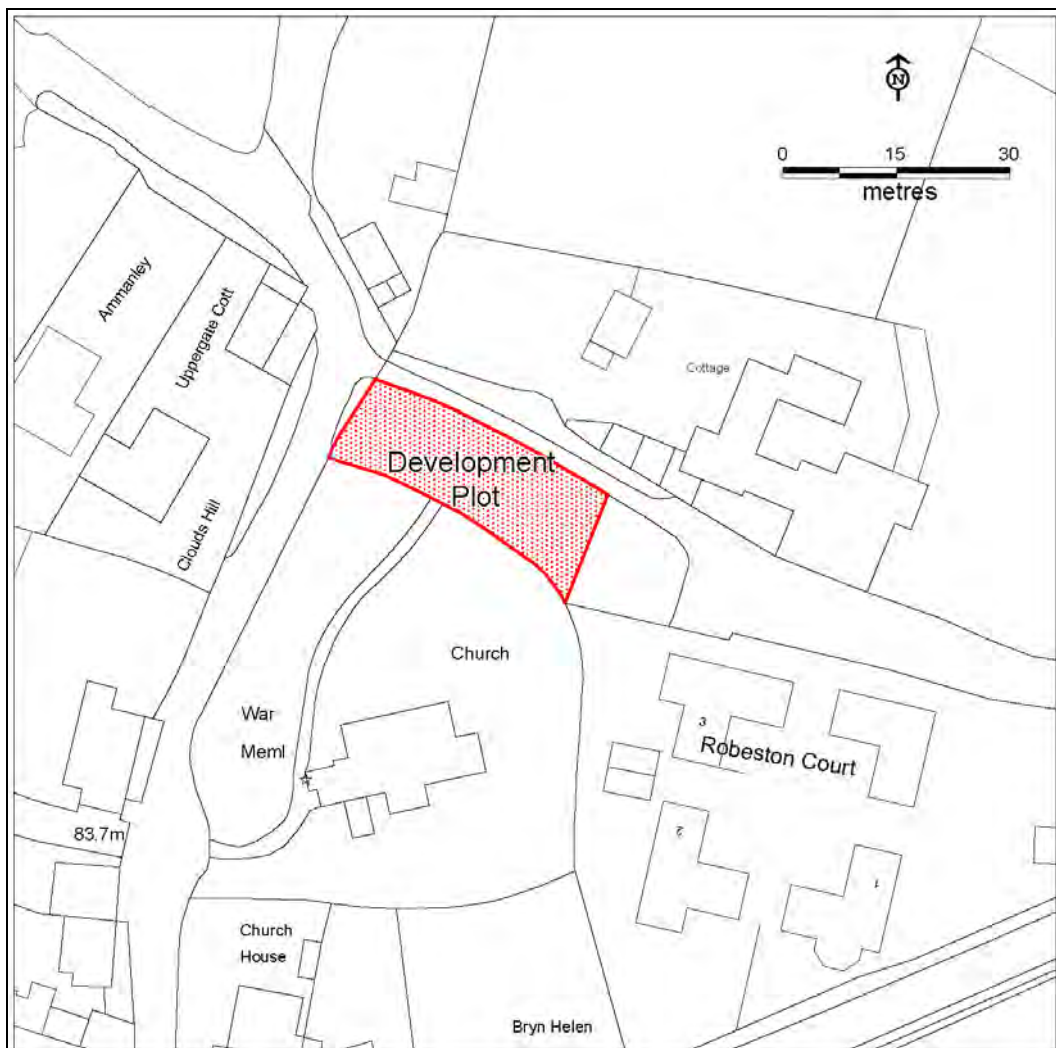 N
0 15 30
metres
Ammanley
Uppergate Cott
Cottage
Development
Plot
Clouds Hill
Church
War
Meml
3
Robeston Court
83.7m
2
1
Church
House
Bryn Helen